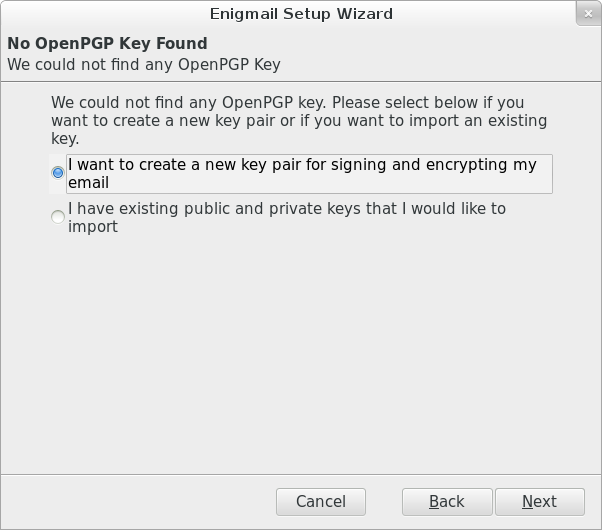 Enigmail Setup Wizard
No OpenPGP Key Found
We could not find any OpenPGP Key
We could not find any OpenPGP key. Please select below if you
want to create a new key pair or if you want to import an existing
key.
I want to create a new key pair for signing and encrypting my
email
I have existing public and private keys that I would like to
import
Cancel Back Next